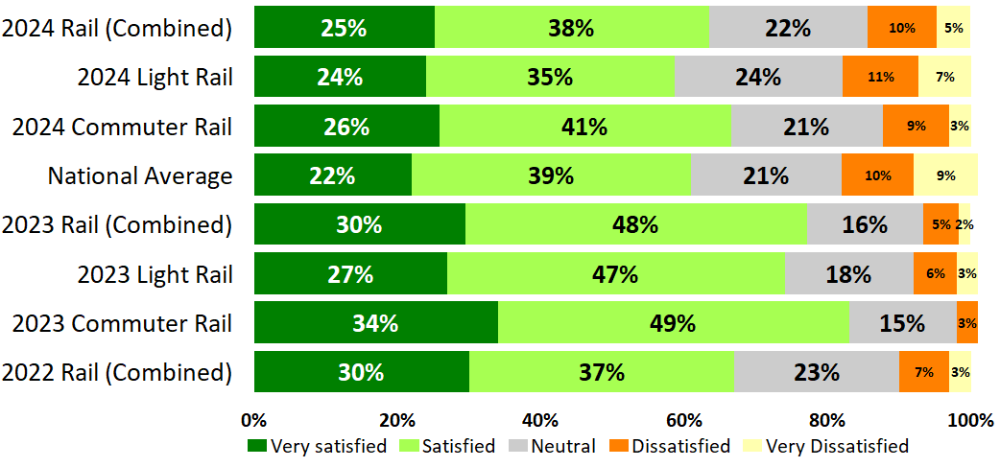 2024 Rail (Combined) 25% 38% 22% 10% 5%
2024 Light Rail 24% 35% 24% 11% 7%
2024 Commuter Rail 26% 41% 21% 9% 3%
National Average 22% 39% 21% 10% 9%
2023 Rail (Combined) 30% 48% 16% 5% 2%
2023 Light Rail 27% 47% 18% 6% 3%
2023 Commuter Rail 34% 49% 15% 3%
2022 Rail (Combined) 30% 37% 23% 7% 3%
0% 20% 40% 60% 80% 100%
Very satisfied Satisfied Neutral Dissatisfied Very Dissatisfied